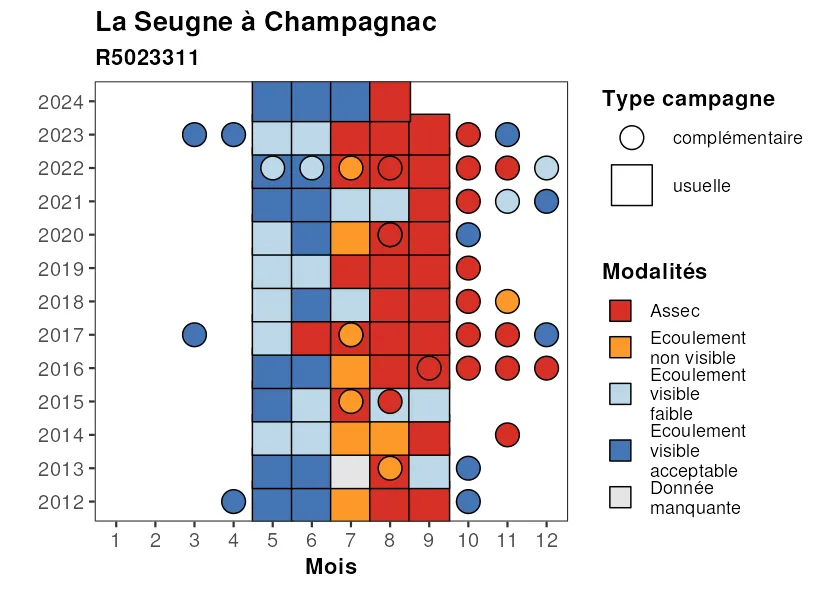 La Seugne à Champagnac
R5023311
2024
2023
2022
2021
2020
2019
2018
2017
2016
2015
2014
2013
2012
1 2 3 4 5 6 7 8 9 10 11 12
Mois
Type campagne
complémentaire
usuelle
Modalités
Assec
Ecoulement
non visible
Ecoulement
visible
faible
Ecoulement
visible
acceptable
Donnée
manquante